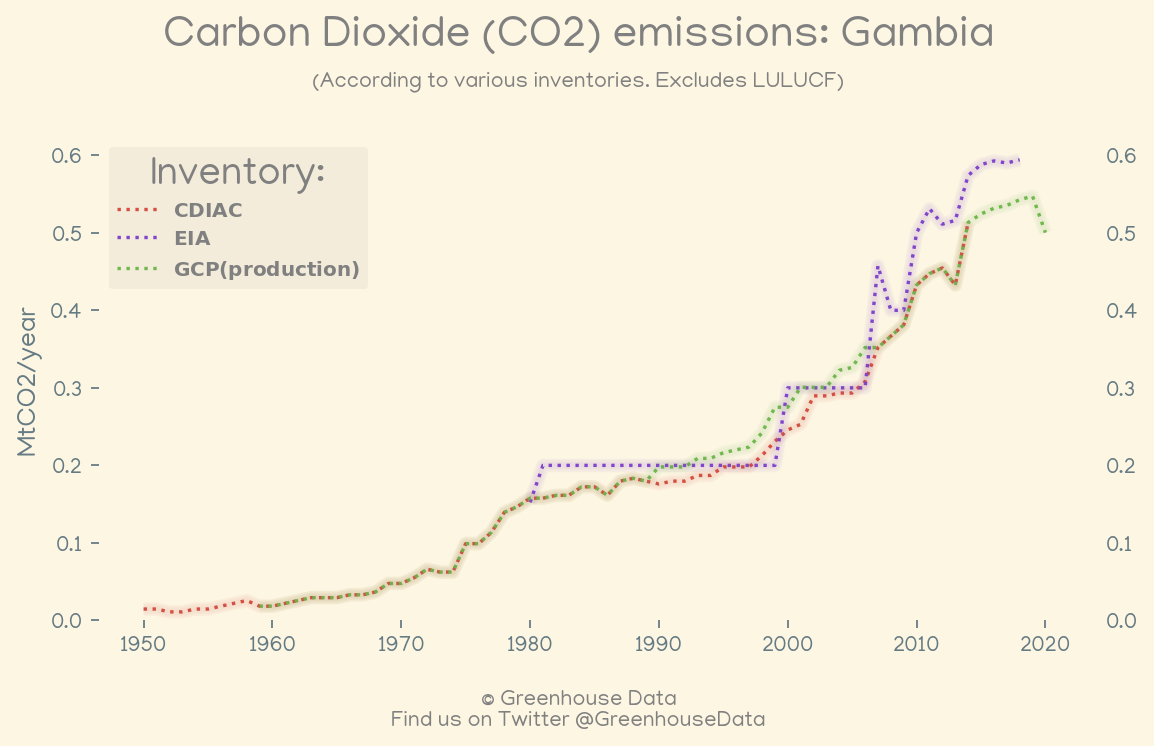 Carbon Dioxide (CO2) emissions: Gambia
(According to various inventories. Excludes LULUCF)
Inventory:
CDIAC
EIA
GCP(production)
MtCO2/year
0.6
0.5
0.4
0.3
0.2
0.1
0.0
0.6
0.5
0.4
0.3
0.2
0.1
0.0
1950 1960 1970 1980 1990 2000 2010 2020
© Greenhouse Data
Find us on Twitter @GreenhouseData